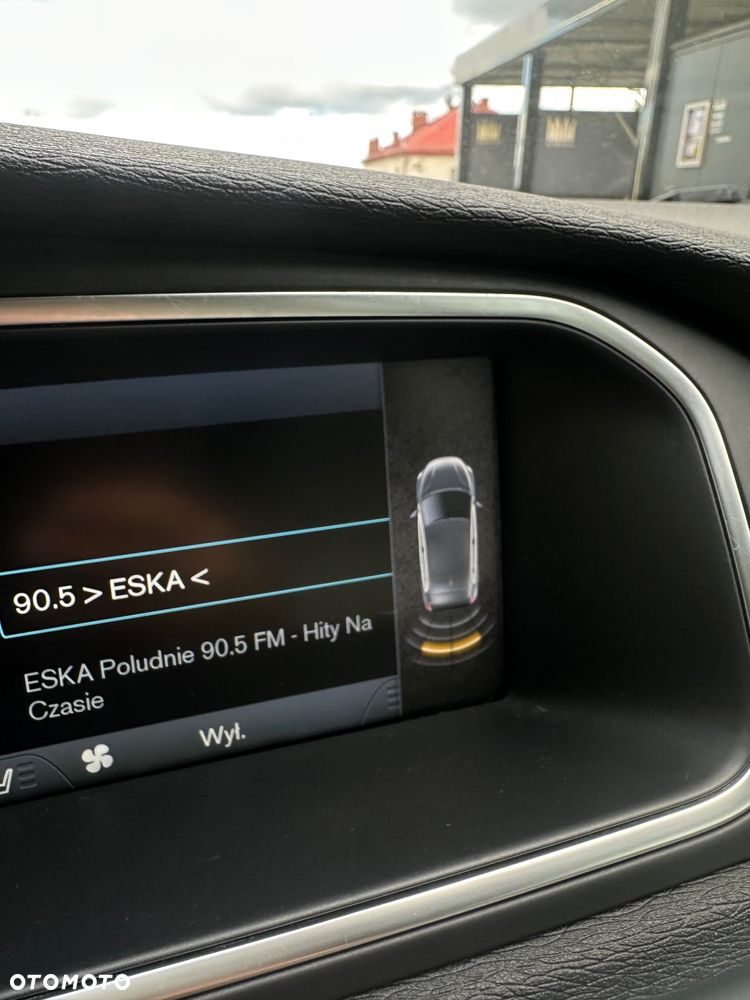 90.5 > ESKA <
ESKA Poludnie 90.5 FM - Hity Na
Czasie
Wył.
OTOMOTO